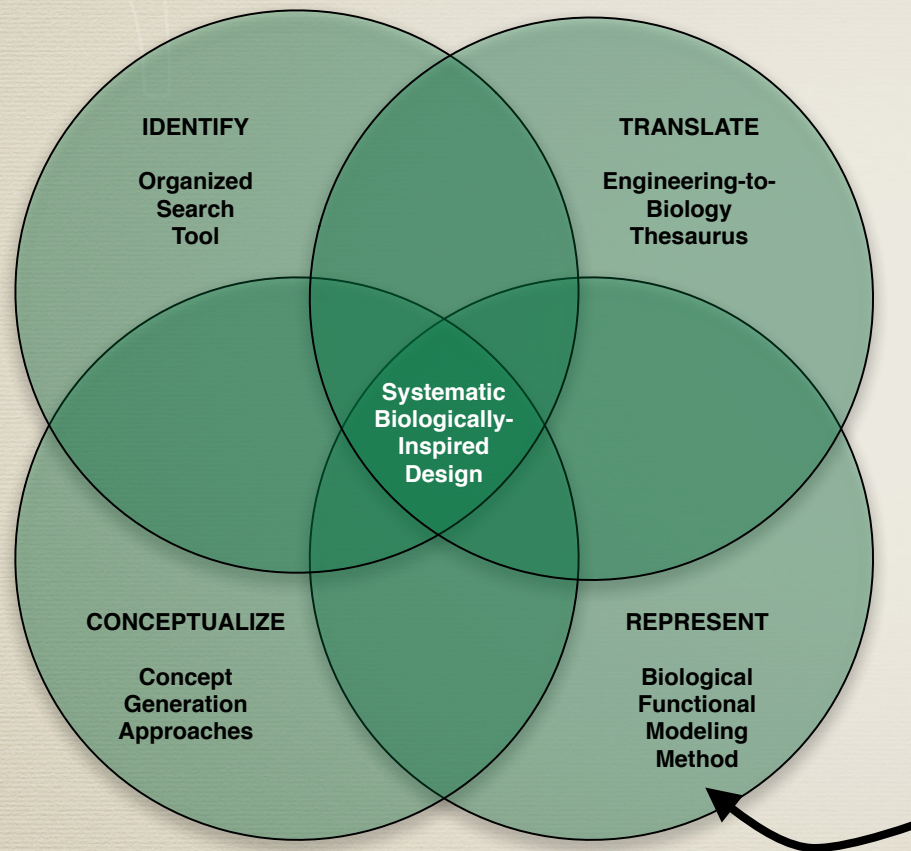 IDENTIFY
Organized
Search
Tool
TRANSLATE
Engineering-to-
Biology
Thesaurus
Systematic
Biologically-
Inspired
Design
CONCEPTUALIZE
Concept
Generation
Approaches
REPRESENT
Biological
Functional
Modeling
Method